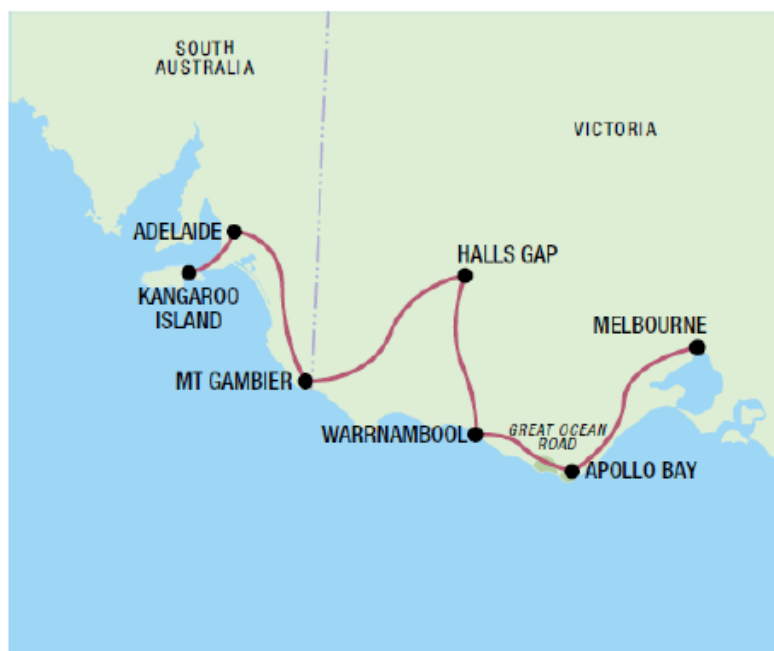 SOUTH
AUSTRALIA
VICTORIA
ADELAIDE
HALLS GAP
KANGAROO
ISLAND
MELBOURNE
MT GAMBIER
WARRNAMBOOL
GREAT OCEAN
ROAD
APOLLO BAY